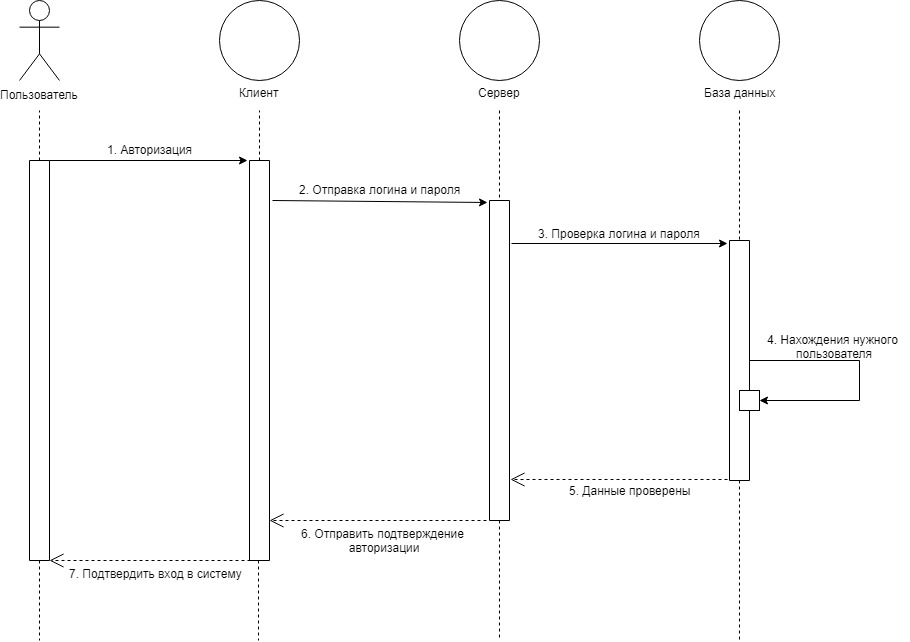 Пользователь
Клиент
Сервер
База данных
1. Авторизация
2. Отправка логина и пароля
3. Проверка логина и пароля
4. Нахождения нужного
пользователя
5. Данные проверены
6. Отправить подтверждение
авторизации
7. Подтвердить вход в систему